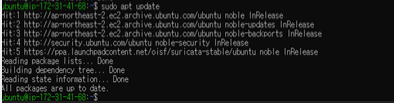 ubuntu@ip-172-31-41-68:~$ sudo apt update
Hit:1 http://ap-northeast-2.ec2.archive.ubuntu.com/ubuntu noble InRelease
Hit:2 http://ap-northeast-2.ec2.archive.ubuntu.com/ubuntu noble-updates InRelease
Hit:3 http://ap-northeast-2.ec2.archive.ubuntu.com/ubuntu noble-backports InRelease
Hit:4 http://security.ubuntu.com/ubuntu noble-security InRelease
Hit:5 https://ppa.launchpadcontent.net/oisf/suricata-stable/ubuntu noble InRelease
Reading package lists... Done
Building dependency tree... Done
Reading state information... Done
All packages are up to date.
ubuntu@ip-172-31-41-68:~$